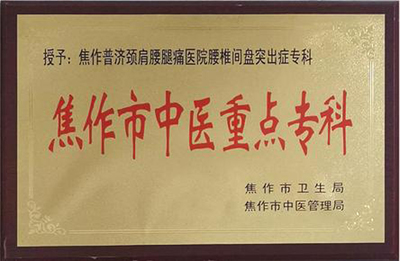 授予：焦作普济颈肩腰腿痛医院腰椎间盘突出症专科
焦作市中医重点专科
焦作市卫生局
焦作市中医管理局